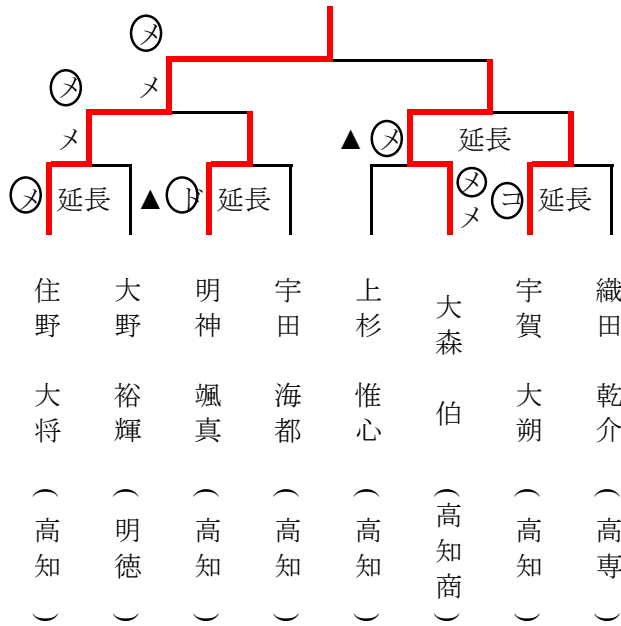 メ
メ メ
メ ▲ メ 延長
メ 延長 ▲ ド 延長 メ メ コ 延長
住野 大将 (高知)
大野 裕輝 (明徳)
明神 颯真 (高知)
宇田 海都 (高知)
上杉 惟心 (高知)
大森 伯 (高知商)
宇賀 大朔 (高知)
織田 乾介 (高専)